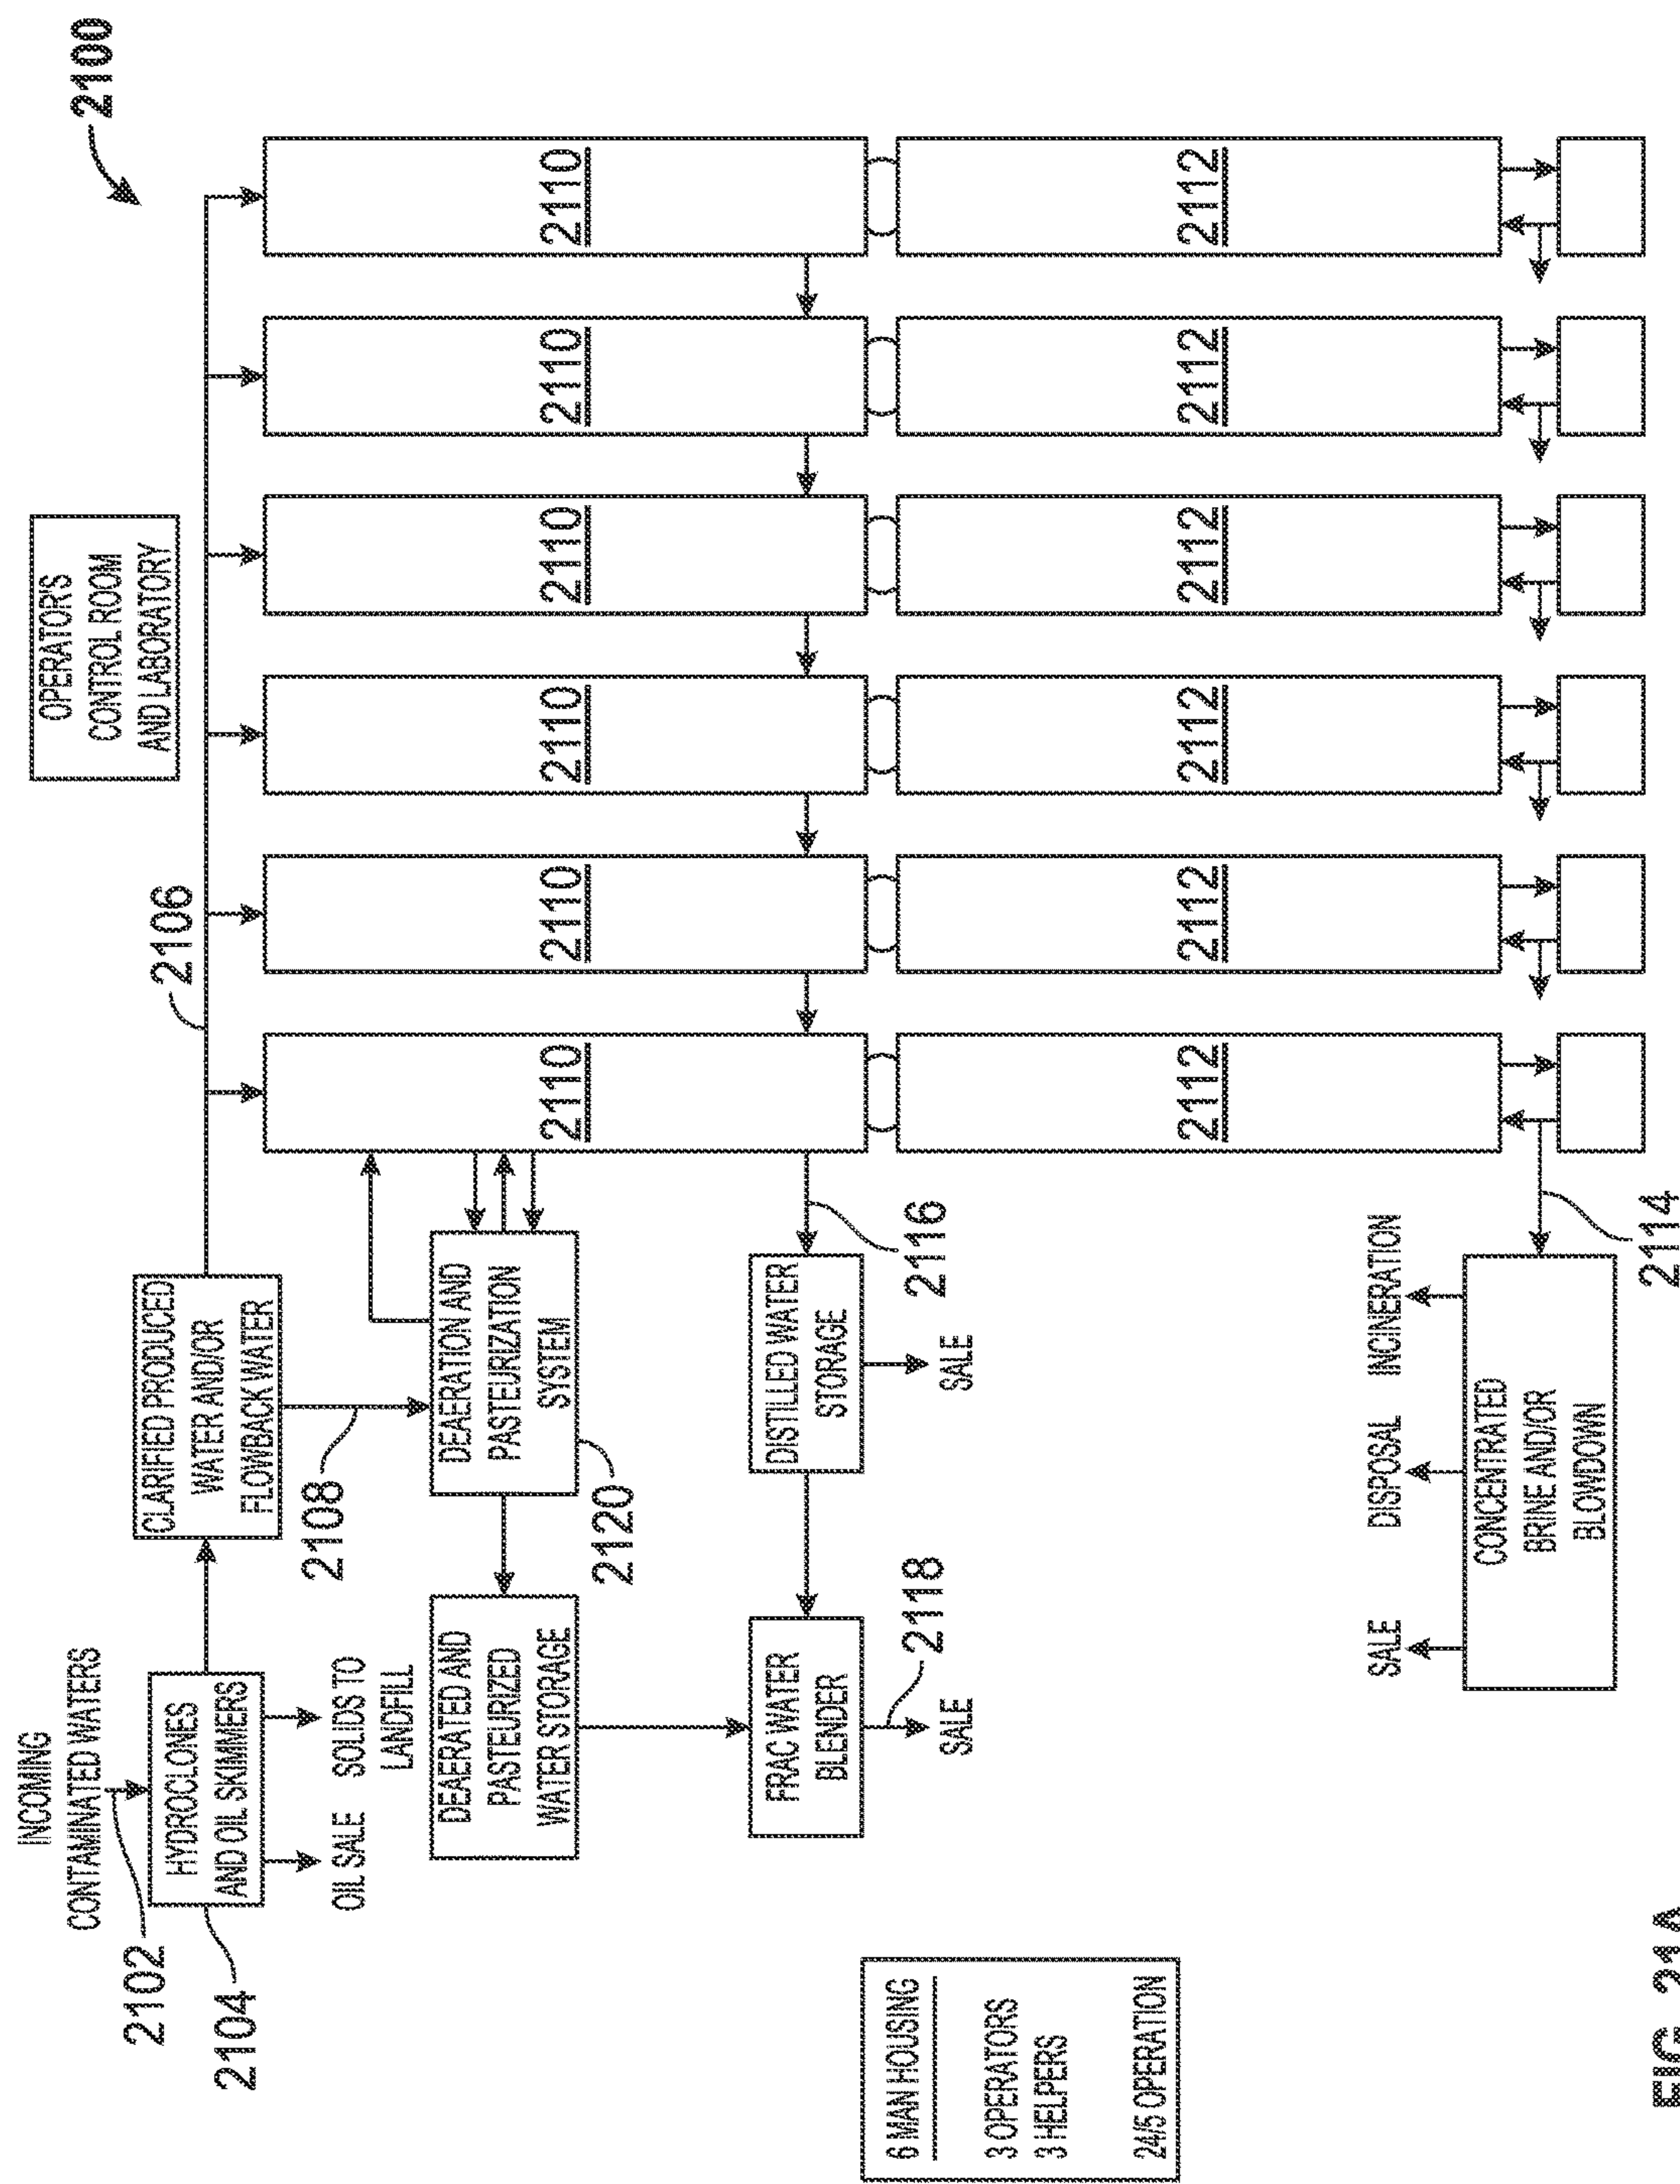 2100
OPERATOR'S
CONTROL ROOM
AND LABORATORY
2106
INCOMING
CONTAMINATED WATERS
2102
2104
HYDROCLONES
AND OIL SKIMMERS
OIL SALE
SOLIDS TO
LANDFILL
CLARIFIED PRODUCED
WATER AND/OR
FLOWBACK WATER
2108
DEAERATION AND
PASTEURIZATION
SYSTEM
2120
DEAERATED AND
PASTEURIZED
WATER STORAGE
FRAC WATER
BLENDER
2118
SALE
DISTILLED WATER
STORAGE
2116
SALE
2110
2110
2110
2110
2110
2110
2112
2112
2112
2112
2112
2112
SALE
DISPOSAL
INCINERATION
CONCENTRATED
BRINE AND/OR
BLOWDOWN
2114
6 MAN HOUSING
3 OPERATORS
3 HELPERS
24/5 OPERATION
FIG. 21A